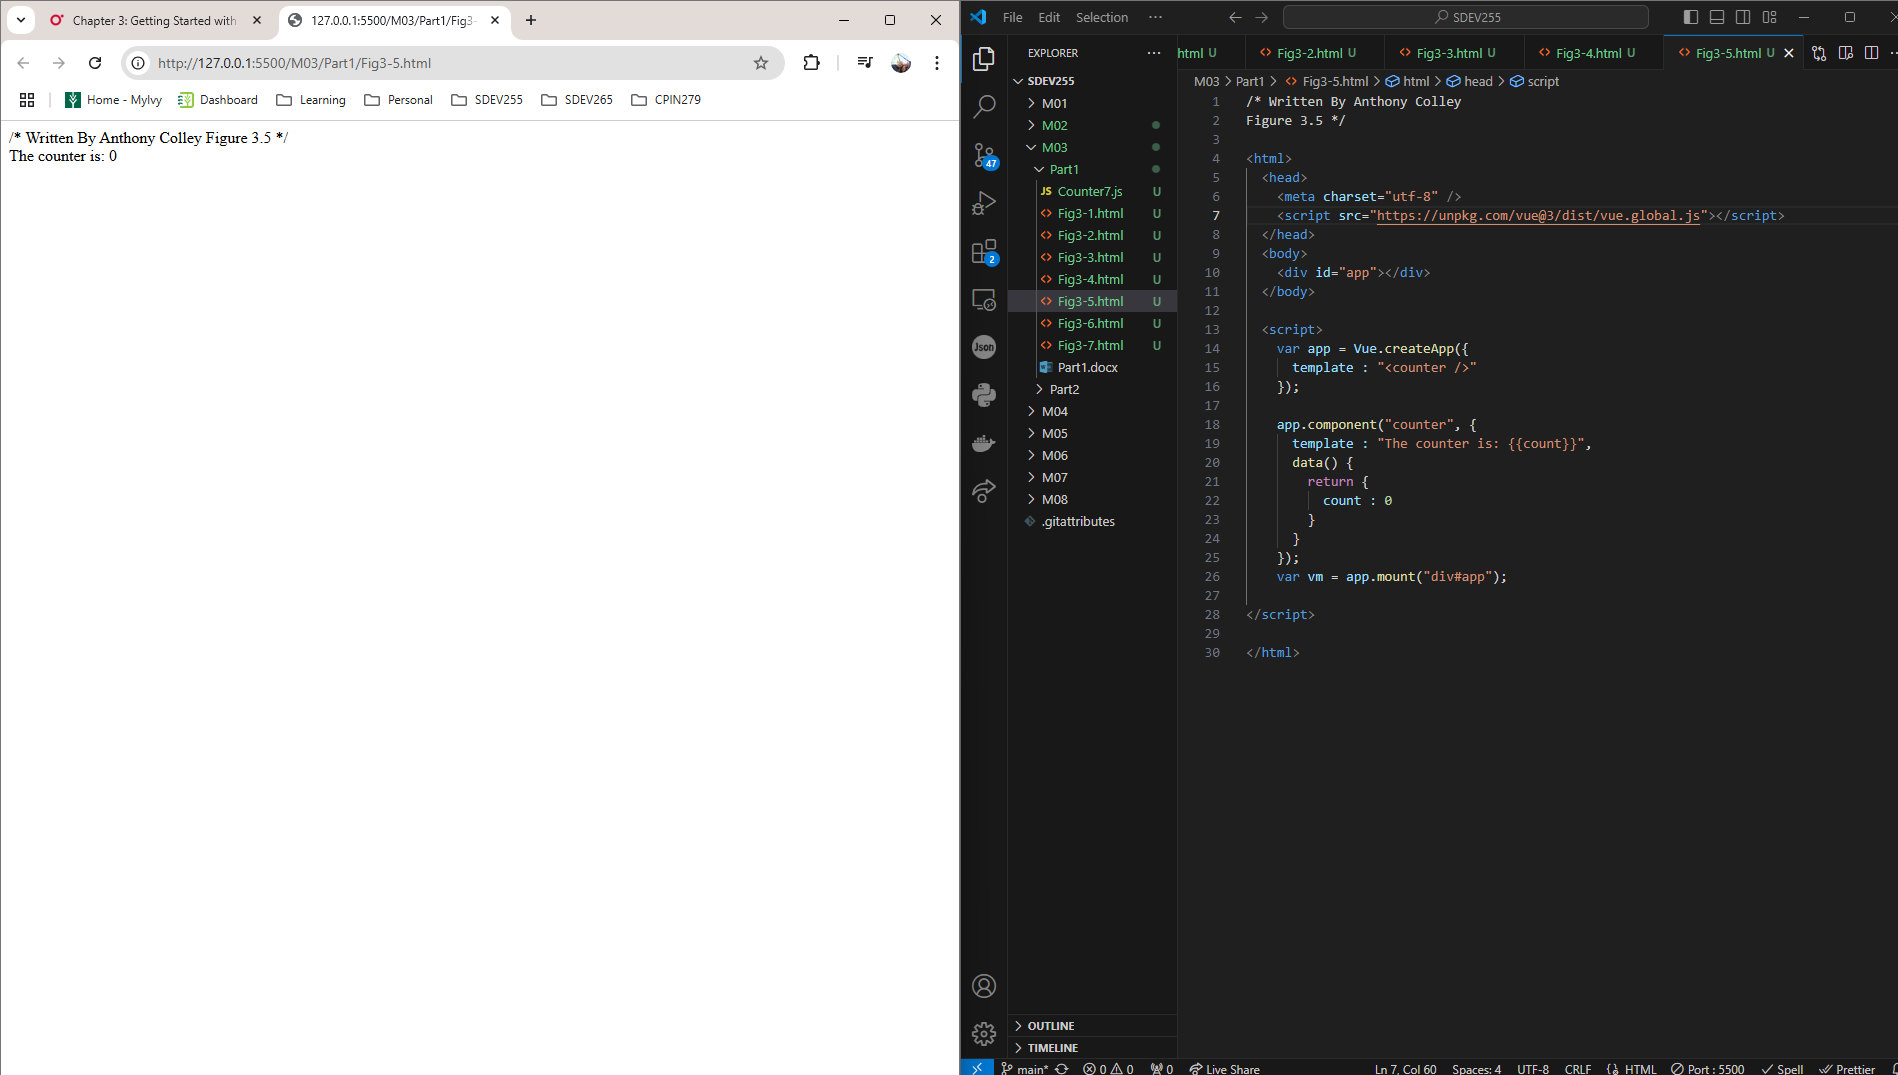 Chapter 3: Getting Started with
127.0.0.1:5500/M03/Part1/Fig3-
http://127.0.0.1:5500/M03/Part1/Fig3-5.html
Home - MyIvy Dashboard Learning Personal SDEV255 SDEV265 CPIN279
/* Written By Anthony Colley Figure 3.5 */
The counter is: 0
File Edit Selection ··· SDEV255
EXPLORER ···
SDEV255
M01
M02
M03
Part1
JS Counter7.js U
Fig3-1.html U
Fig3-2.html U
Fig3-3.html U
Fig3-4.html U
Fig3-5.html U
Fig3-6.html U
Fig3-7.html U
Part1.docx
Part2
M04
M05
M06
M07
M08
.gitattributes
47
2
Json
OUTLINE
TIMELINE
html U Fig3-2.html U Fig3-3.html U Fig3-4.html U Fig3-5.html U
M03 > Part1 > Fig3-5.html > html > head > script
1 /* Written By Anthony Colley
2 Figure 3.5 */
3
4 <html>
5 <head>
6 <meta charset="utf-8" />
7 <script src="https://unpkg.com/vue@3/dist/vue.global.js"></script>
8 </head>
9 <body>
10 <div id="app"></div>
11 </body>
12
13 <script>
14 var app = Vue.createApp({
15 template : "<counter />"
16 });
17
18 app.component("counter", {
19 template : "The counter is: {{count}}",
20 data() {
21 return {
22 count : 0
23 }
24 }
25 });
26 var vm = app.mount("div#app");
27
28 </script>
29
30 </html>
main* 0 0 0 Live Share Ln 7, Col 60 Spaces: 4 UTF-8 CRLF HTML Port : 5500 Spell Prettier